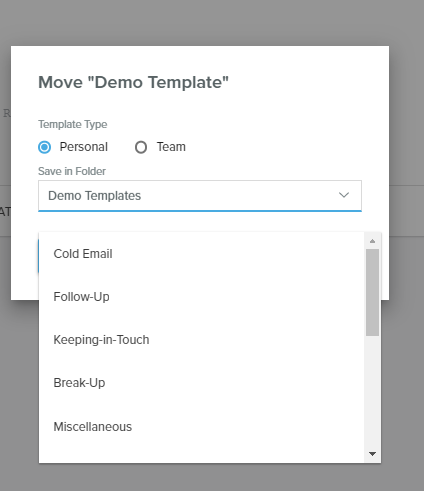 Move "Demo Template"
R
Template Type
Personal Team
Save in Folder
Demo Templates
AT
Cold Email
Follow-Up
Keeping-in-Touch
Break-Up
Miscellaneous